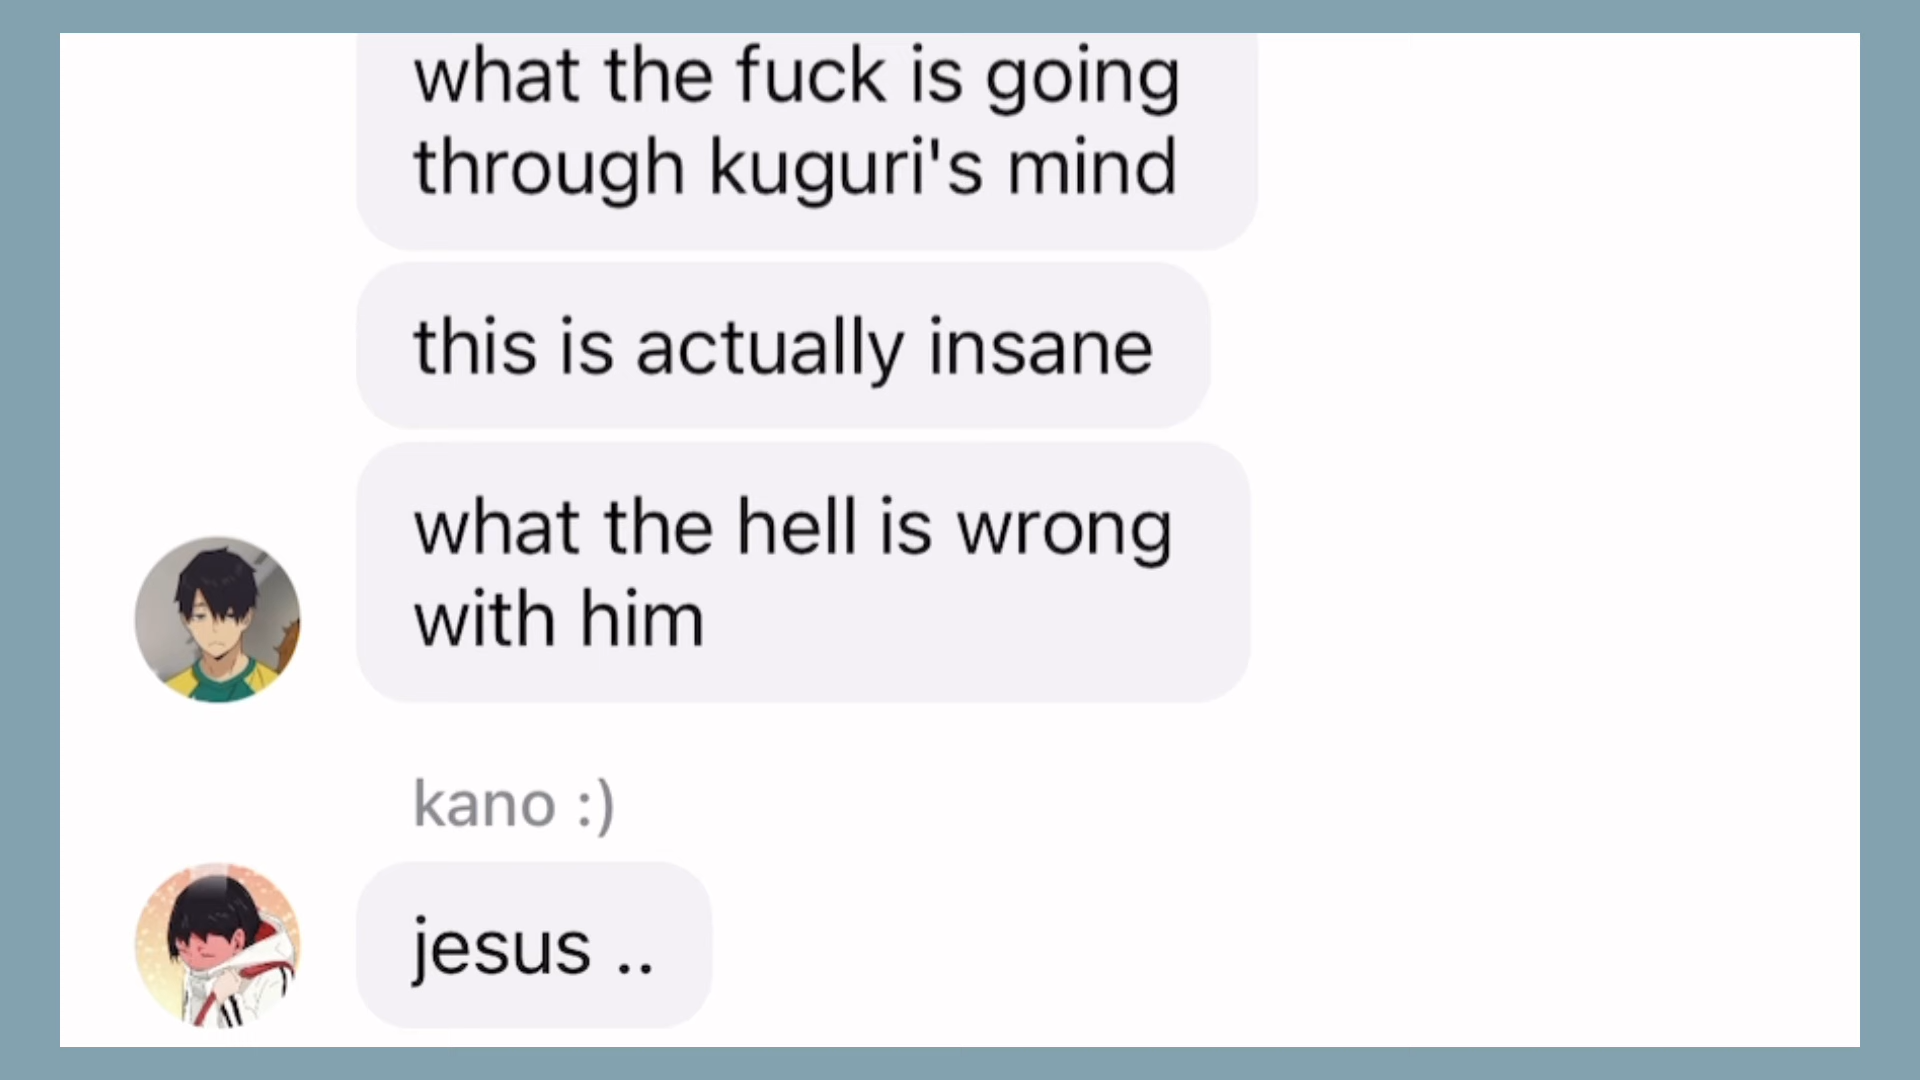 what the fuck is going
through kuguri's mind
this is actually insane
what the hell is wrong
with him
kano :)
jesus ..